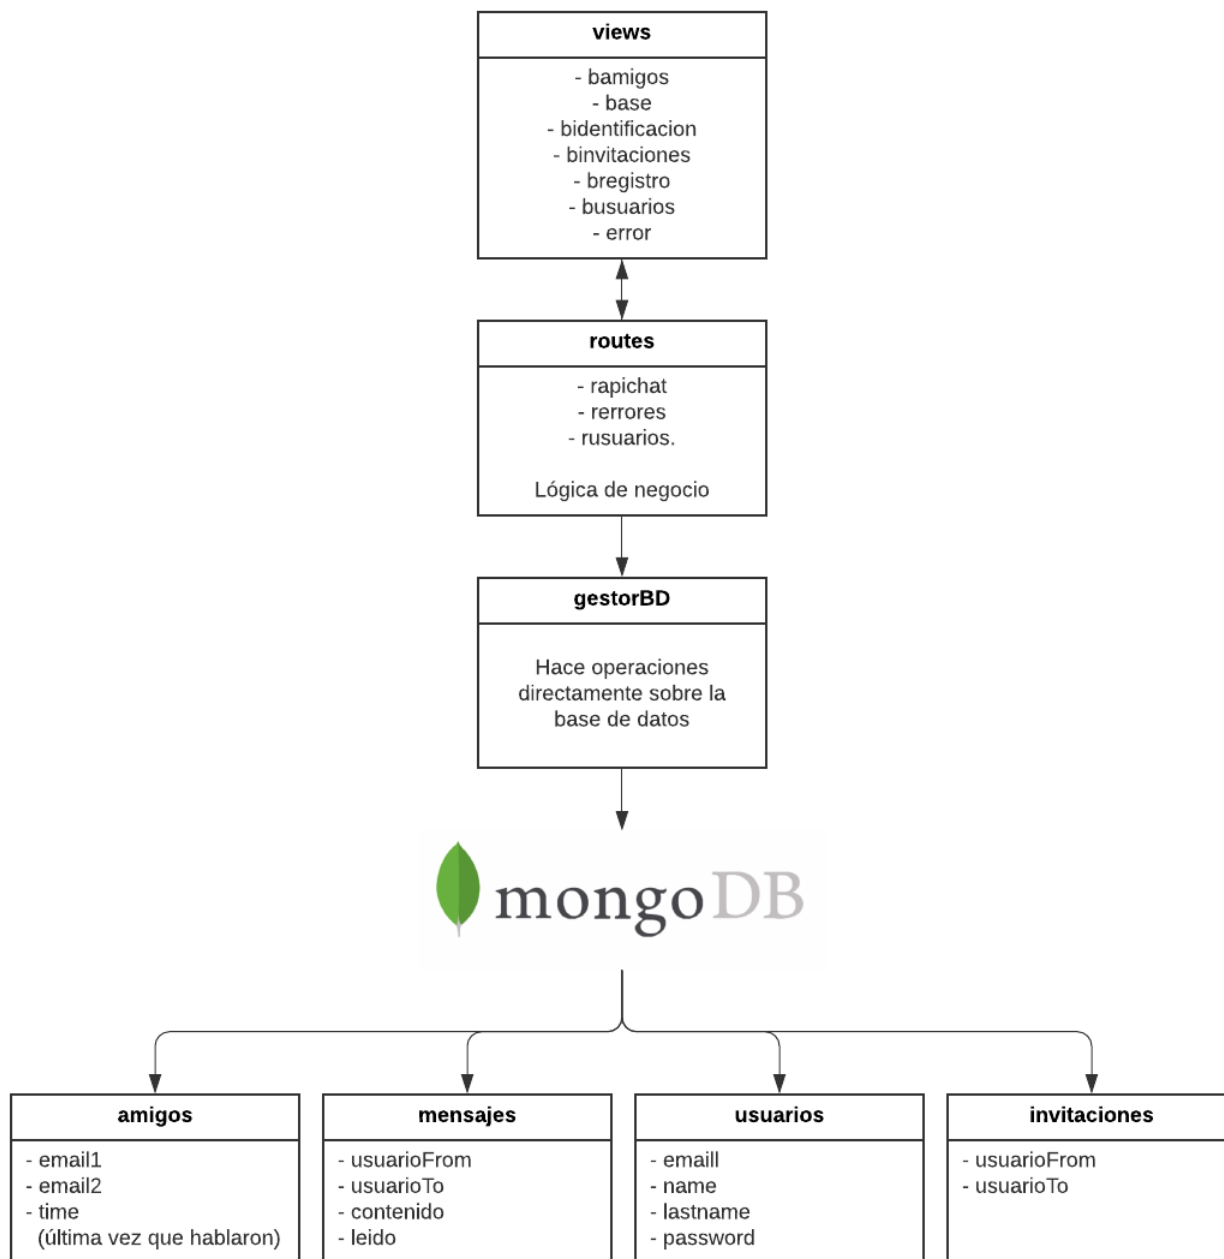 views
- bamigos
- base
- bidentificacion
- binvitaciones
- bregistro
- busuarios
- error
routes
- rapichat
- rerrores
- rusuarios.
Lógica de negocio
gestorBD
Hace operaciones
directamente sobre la
base de datos
mongoDB
amigos
- email1
- email2
- time
(última vez que hablaron)
mensajes
- usuarioFrom
- usuarioTo
- contenido
- leido
usuarios
- emaill
- name
- lastname
- password
invitaciones
- usuarioFrom
- usuarioTo